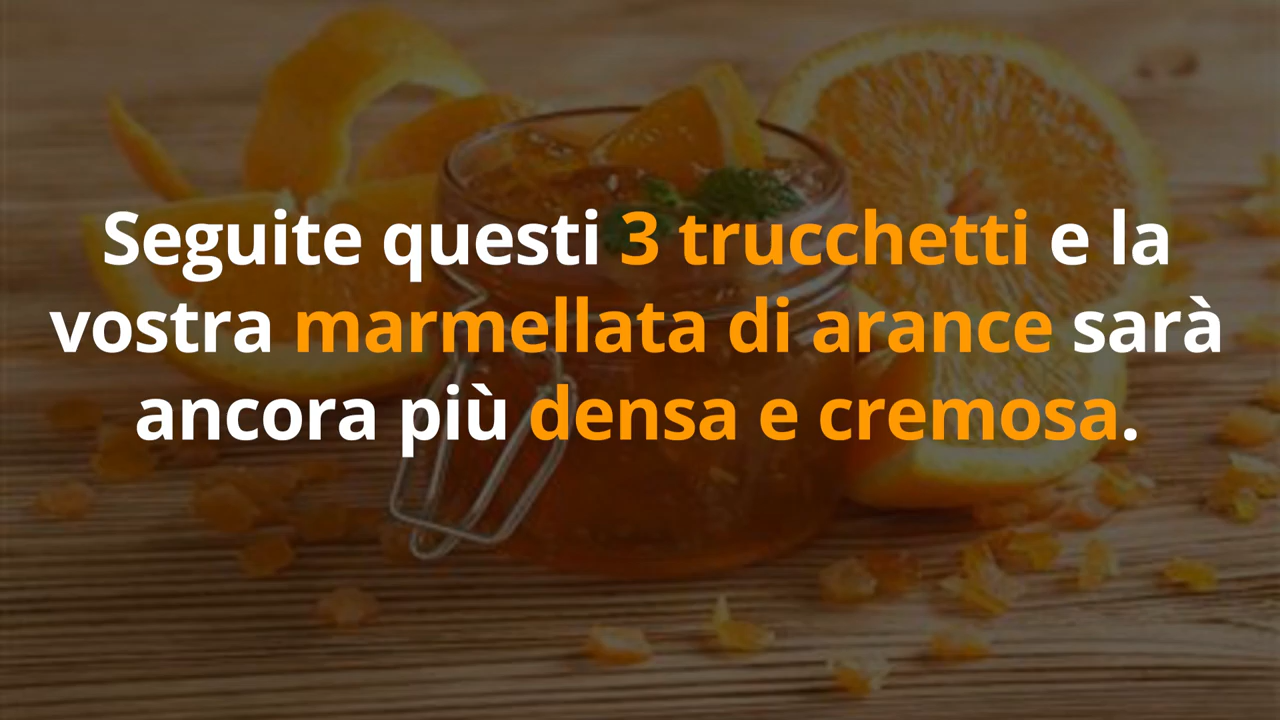 Seguite questi 3 trucchetti e la
vostra marmellata di arance sarà
ancora più densa e cremosa.